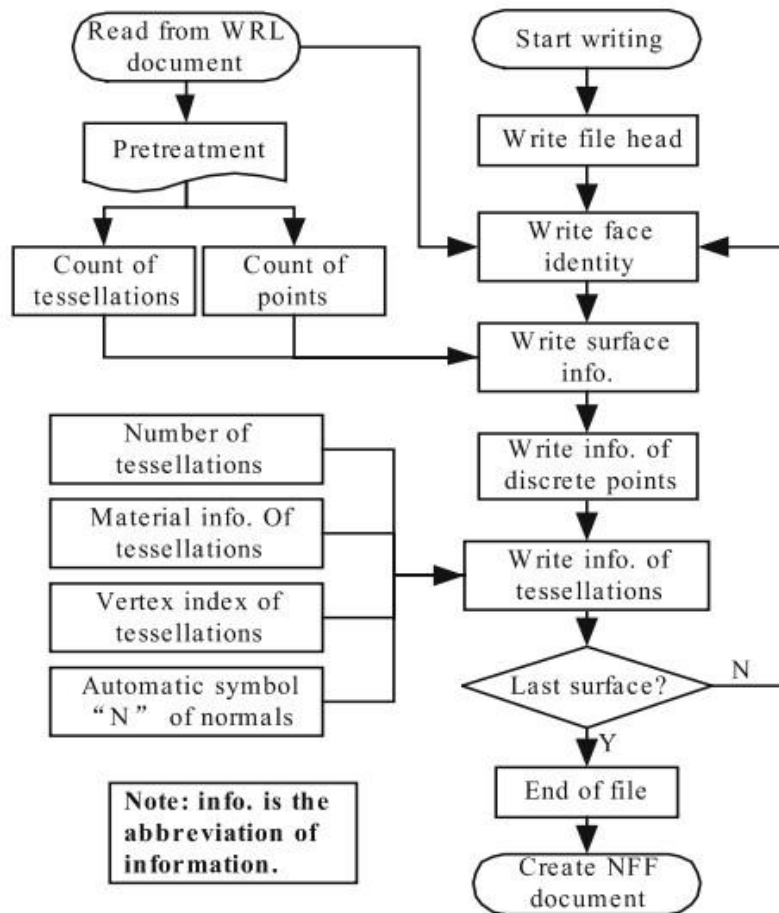 Read from WRL
document
Pretreatment
Count of
tessellations
Count of
points
Number of
tessellations
Material info. Of
tessellations
Vertex index of
tessellations
Automatic symbol
“N” of normals
Note: info. is the
abbreviation of
information.
Start writing
Write file head
Write face
identity
Write surface
info.
Write info. of
discrete points
Write info. of
tessellations
Last surface?
N
Y
End of file
Create NFF
document